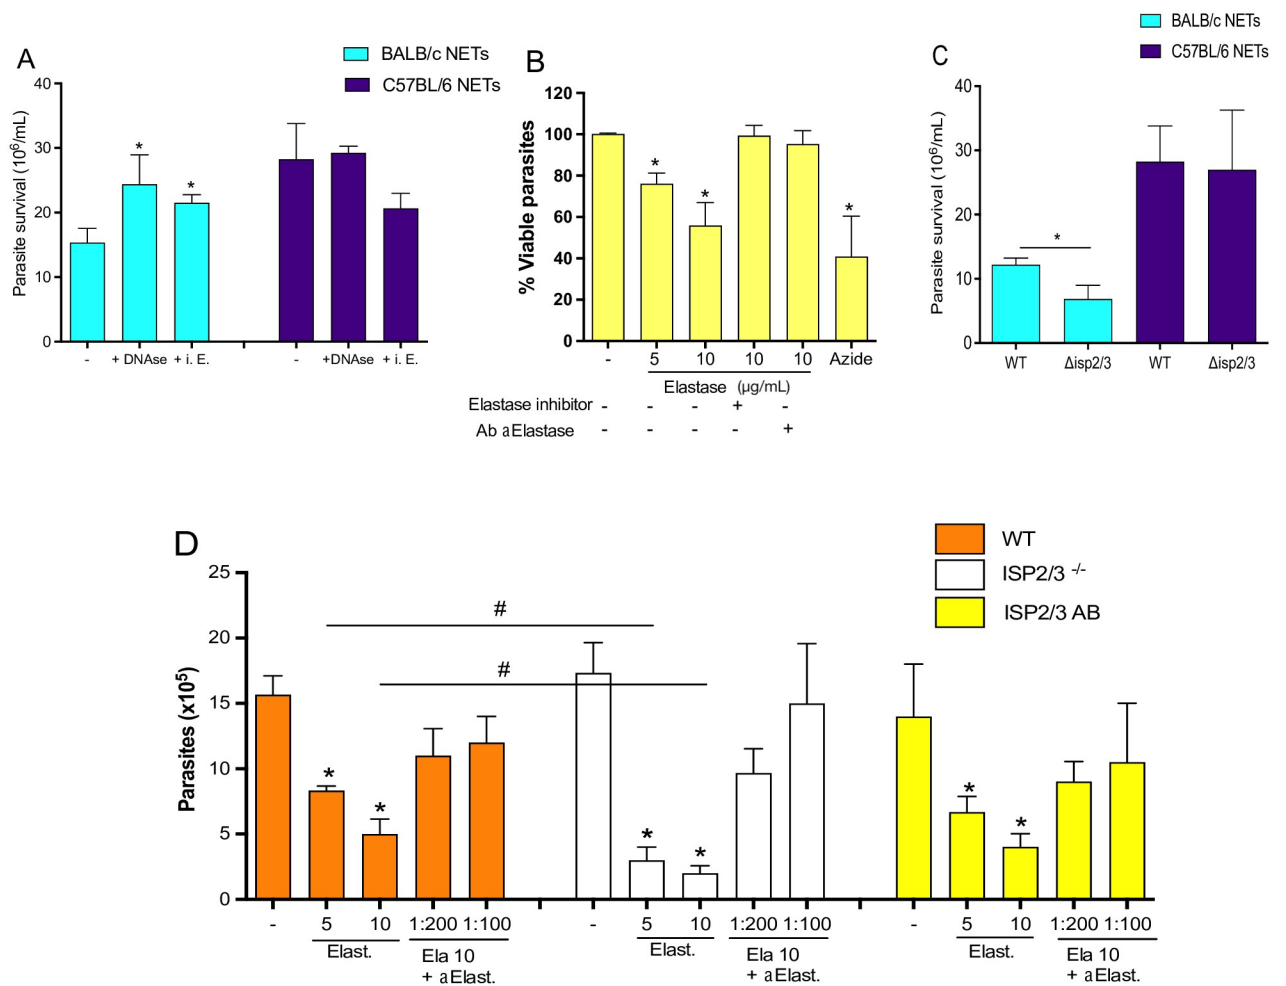 A
BALB/c NETs
C57BL/6 NETs
Parasite survival (10⁶/mL)
40
30
20
10
0
*
*
- + DNAse + i. E. - +DNAse + i. E.
B
% Viable parasites
120
100
80
60
40
20
0
*
*
*
- 5 10 10 10 Azide
Elastase (µg/mL)
Elastase inhibitor - - - + -
Ab aElastase - - - - +
C
BALB/c NETs
C57BL/6 NETs
Parasite survival (10⁶/mL)
40
30
20
10
0
*
WT Δisp2/3 WT Δisp2/3
D
WT
ISP2/3 -/-
ISP2/3 AB
Parasites (x10⁵)
25
20
15
10
5
0
#
#
* * * * * *
- 5 10 1:200 1:100 - 5 10 1:200 1:100 - 5 10 1:200 1:100
Elast. Ela 10 Elast. Ela 10 Elast. Ela 10
+ aElast. + aElast. + aElast.